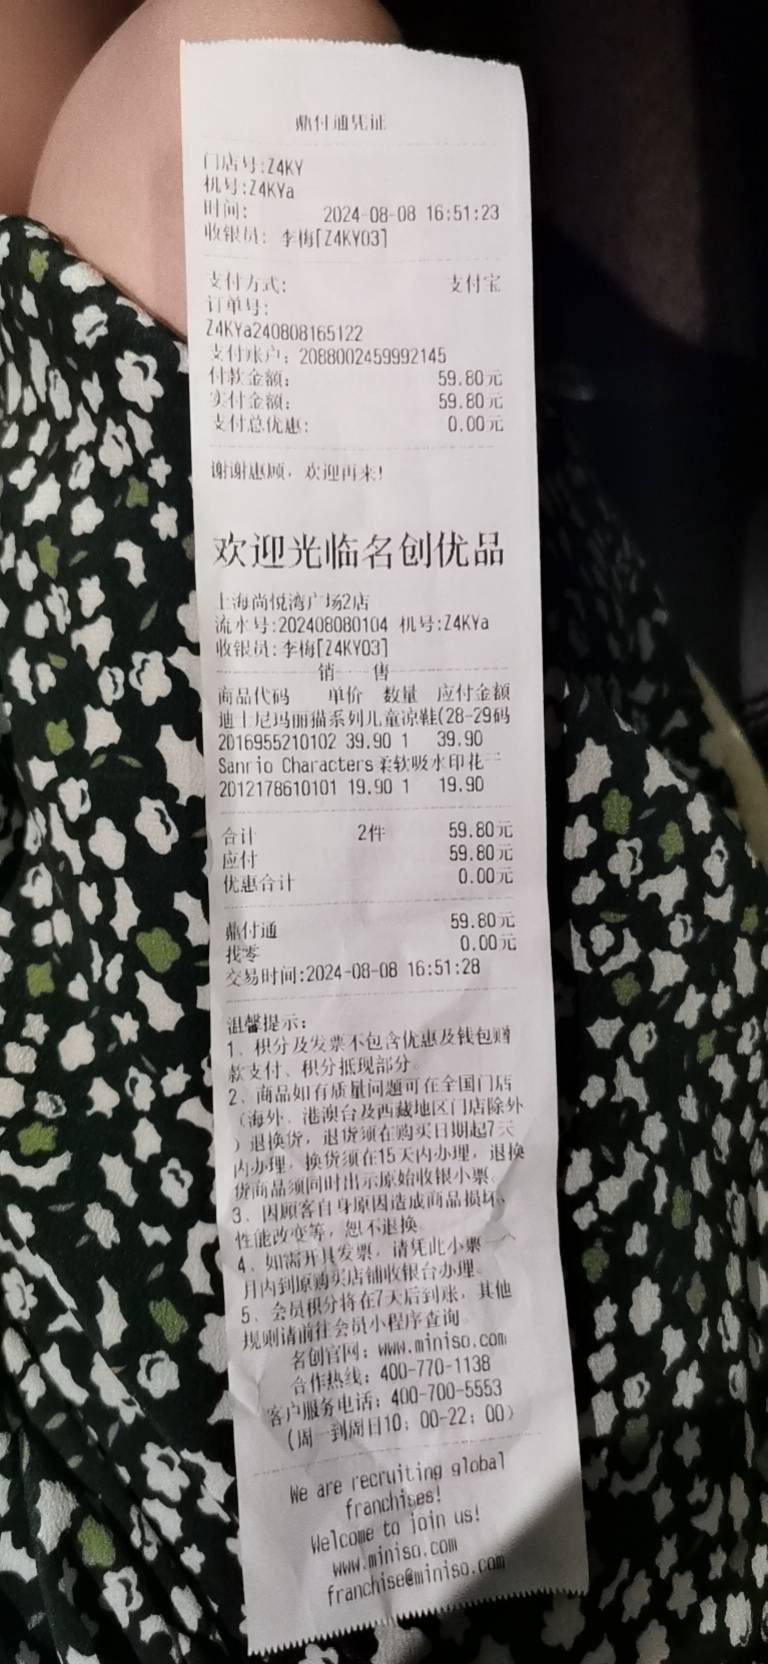 鼎付通凭证
门店号:Z4KY
机号:Z4KYa
时间: 2024-08-08 16:51:23
收银员: 李梅[Z4KY03]
支付方式: 支付宝
订单号:
Z4KYa240808165122
支付账户: 2088002459992145
付款金额: 59.80元
实付金额: 59.80元
支付总优惠: 0.00元
谢谢惠顾，欢迎再来!
欢迎光临名创优品
上海尚悦湾广场2店
流水号:202408080104 机号:Z4KYa
收银员:李梅[Z4KY03]
销 售
商品代码 单价 数量 应付金额
迪士尼玛丽猫系列儿童凉鞋(28-29码
2016955210102 39.90 1 39.90
Sanrio Characters柔软吸水印花三
2012178610101 19.90 1 19.90
合计 2件 59.80元
应付 59.80元
优惠合计 0.00元
鼎付通 59.80元
找零 0.00元
交易时间:2024-08-08 16:51:28
温馨提示:
1、积分及发票不包含优惠及钱包赠
款支付、积分抵现部分。
2、商品如有质量问题可在全国门店
(海外、港澳台及西藏地区门店除外
)退换货，退货须在购买日期起7天
内办理，换货须在15天内办理，退换
货商品须同时出示原始收银小票。
3、因顾客自身原因造成商品损坏、
性能改变等，恕不退换。
4、如需开具发票，请凭此小票一个
月内到原购买店铺收银台办理。
5、会员积分将在7天后到账，其他
规则请前往会员小程序查询。
名创官网: www.miniso.com
合作热线: 400-770-1138
客户服务电话: 400-700-5553
(周一到周日10: 00-22: 00)
We are recruiting global
franchises!
Welcome to join us!
www.miniso.com
franchise@miniso.com